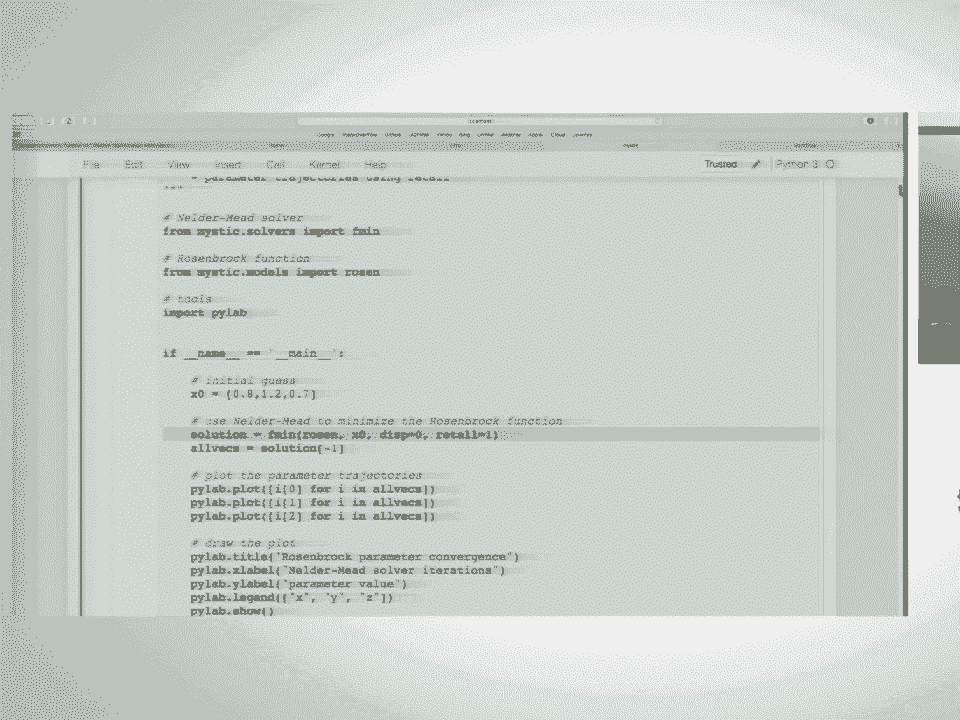 File Edit View Insert Cell Kernel Help Trusted Python 3
- parameter trajectories using retall
"""
# Nelder-Mead solver
from mystic.solvers import fmin
# Rosenbrock function
from mystic.models import rosen
# tools
import pylab
if __name__ == "__main__":
# initial guess
x0 = [0.8,1.2,0.7]
# use Nelder-Mead to minimize the Rosenbrock function
solution = fmin(rosen, x0, disp=0, retall=1)
allvecs = solution[-1]
# plot the parameter trajectories
pylab.plot([i[0] for i in allvecs])
pylab.plot([i[1] for i in allvecs])
pylab.plot([i[2] for i in allvecs])
# draw the plot
pylab.title("Rosenbrock parameter convergence")
pylab.xlabel("Nelder-Mead solver iterations")
pylab.ylabel("parameter value")
pylab.legend(["x", "y", "z"])
pylab.show()